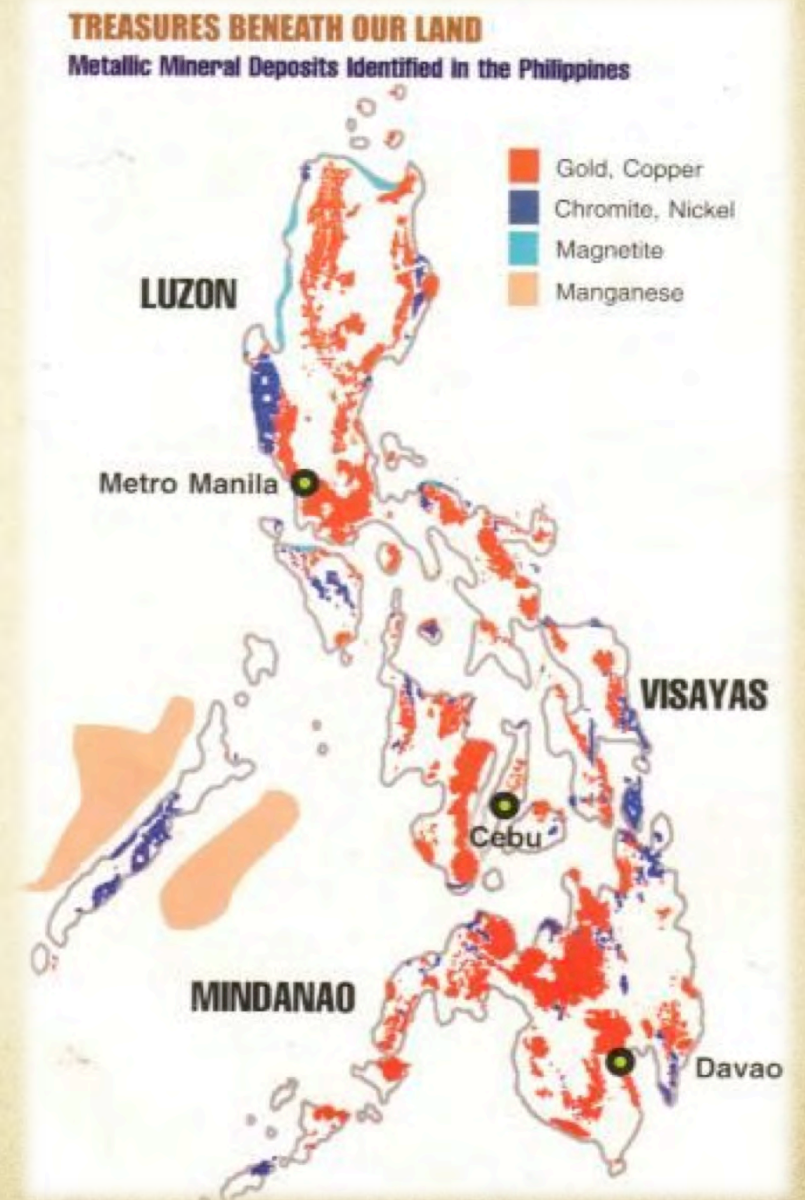 TREASURES BENEATH OUR LAND
Metallic Mineral Deposits Identified in the Philippines
Gold, Copper
Chromite, Nickel
Magnetite
Manganese
LUZON
Metro Manila
VISAYAS
Cebu
MINDANAO
Davao